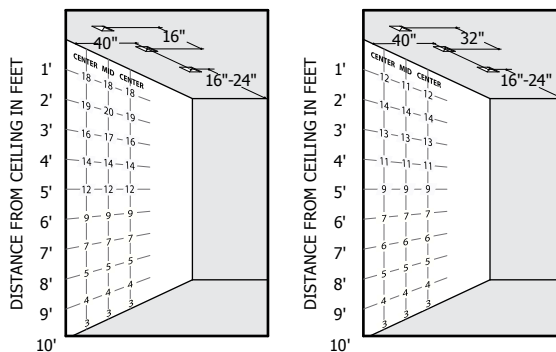 16"
40"
16"-24"
CENTER MID CENTER
DISTANCE FROM CEILING IN FEET
1' 18 18 18
2' 19 20 19
3' 16 17 16
4' 14 14 14
5' 12 12 12
6' 9 9 9
7' 7 7 7
8' 5 5 5
9' 4 4 4
10' 3 3 3
32"
40"
16"-24"
CENTER MID CENTER
DISTANCE FROM CEILING IN FEET
1' 12 11 12
2' 14 14 14
3' 13 13 13
4' 11 11 11
5' 9 9 9
6' 7 7 7
7' 6 6 6
8' 5 5 5
9' 4 4 4
10' 3 3 3